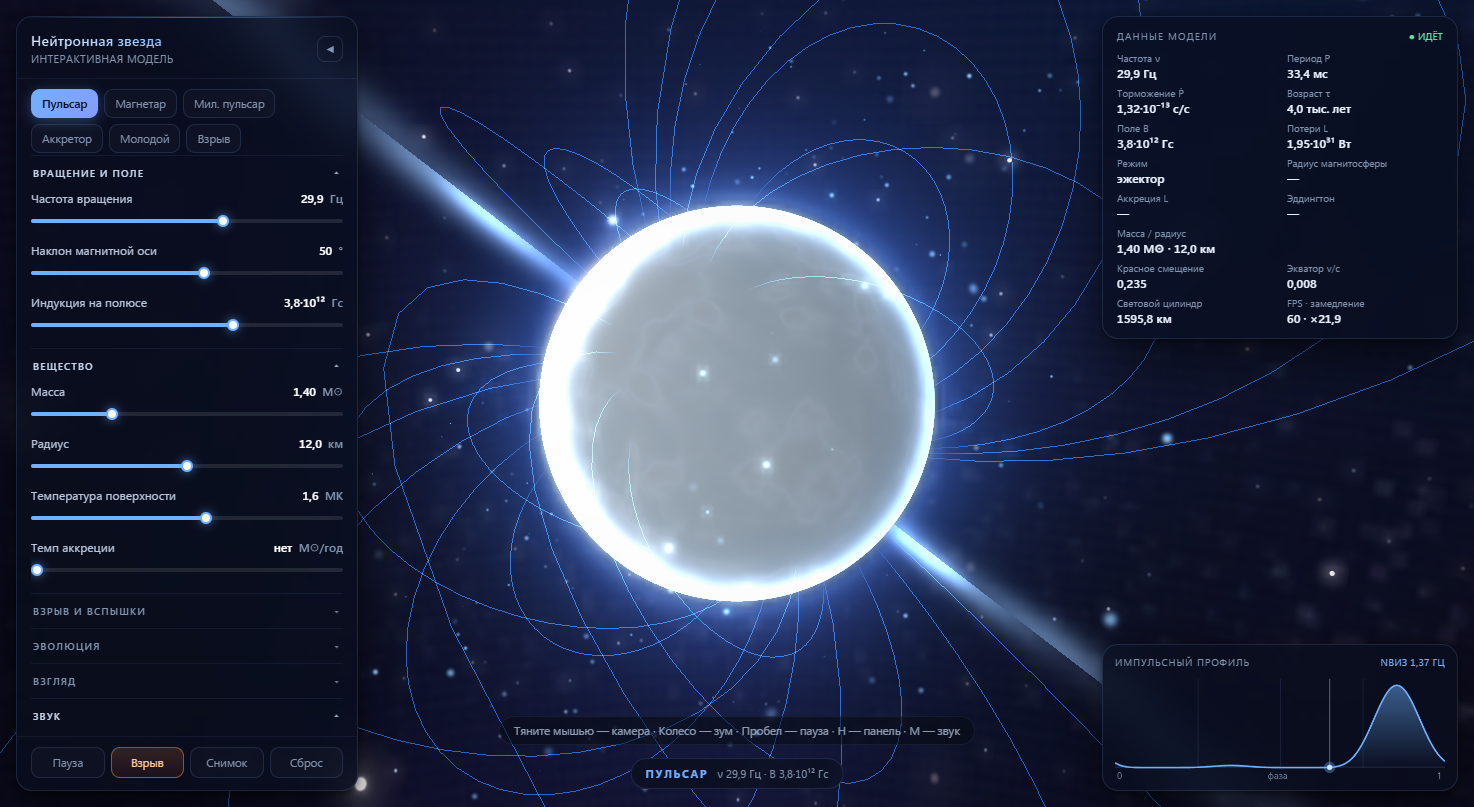 Нейтронная звезда
ИНТЕРАКТИВНАЯ МОДЕЛЬ
◀
Пульсар Магнетар Мил. пульсар
Аккретор Молодой Взрыв
ВРАЩЕНИЕ И ПОЛЕ
Частота вращения 29,9 Гц
Наклон магнитной оси 50 °
Индукция на полюсе 3,8·10¹² Гс
ВЕЩЕСТВО
Масса 1,40 M☉
Радиус 12,0 км
Температура поверхности 1,6 МК
Темп аккреции нет M☉/год
ВЗРЫВ И ВСПЫШКИ
ЭВОЛЮЦИЯ
ВЗГЛЯД
ЗВУК
Пауза Взрыв Снимок Сброс
ДАННЫЕ МОДЕЛИ ● ИДЁТ
Частота ν Период P
29,9 Гц 33,4 мс
Торможение Ṗ Возраст τ
1,32·10⁻¹³ с/с 4,0 тыс. лет
Поле B Потери L
3,8·10¹² Гс 1,95·10³¹ Вт
Режим Радиус магнитосферы
эжектор —
Аккреция L Эддингтон
— —
Масса / радиус
1,40 M☉ · 12,0 км
Красное смещение Экватор v/c
0,235 0,008
Световой цилиндр FPS · замедление
1595,8 км 60 · ×21,9
Тяните мышью — камера · Колесо — зум · Пробел — пауза · H — панель · M — звук
ПУЛЬСАР ν 29,9 Гц · B 3,8·10¹² Гс
ИМПУЛЬСНЫЙ ПРОФИЛЬ NВИЗ 1,37 ГЦ
0 фаза 1